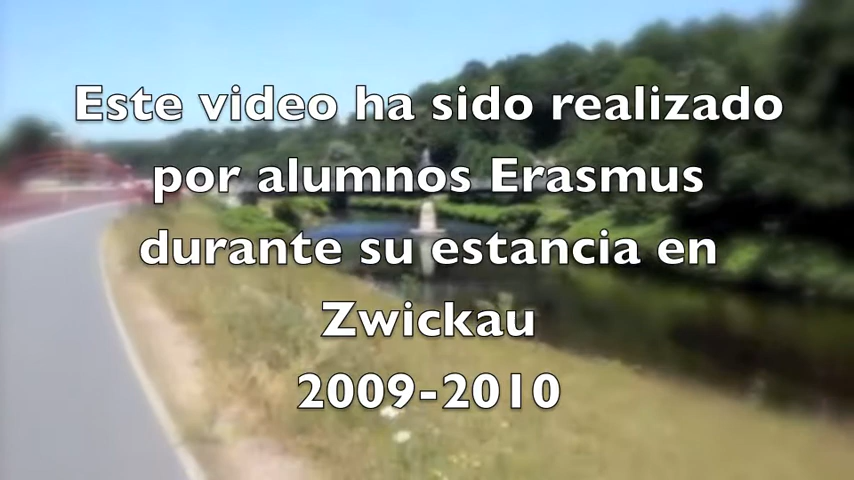 Este video ha sido realizado
por alumnos Erasmus
durante su estancia en
Zwickau
2009-2010